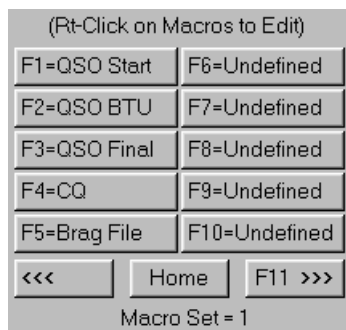 (Rt-Click on Macros to Edit)
F1=QSO Start F6=Undefined
F2=QSO BTU F7=Undefined
F3=QSO Final F8=Undefined
F4=CQ F9=Undefined
F5=Brag File F10=Undefined
<<< Home F11 >>>
Macro Set = 1